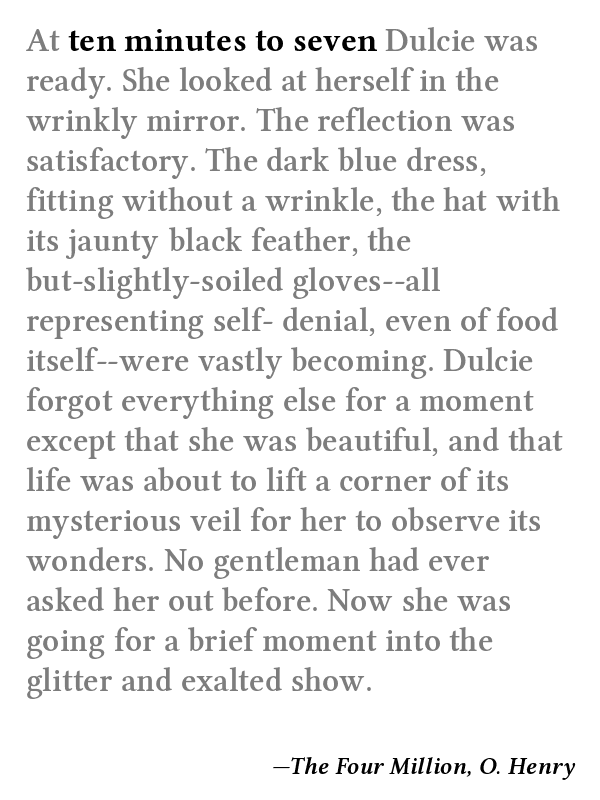 At ten minutes to seven Dulcie was
ready. She looked at herself in the
wrinkly mirror. The reflection was
satisfactory. The dark blue dress,
fitting without a wrinkle, the hat with
its jaunty black feather, the
but-slightly-soiled gloves--all
representing self- denial, even of food
itself--were vastly becoming. Dulcie
forgot everything else for a moment
except that she was beautiful, and that
life was about to lift a corner of its
mysterious veil for her to observe its
wonders. No gentleman had ever
asked her out before. Now she was
going for a brief moment into the
glitter and exalted show.
—The Four Million, O. Henry